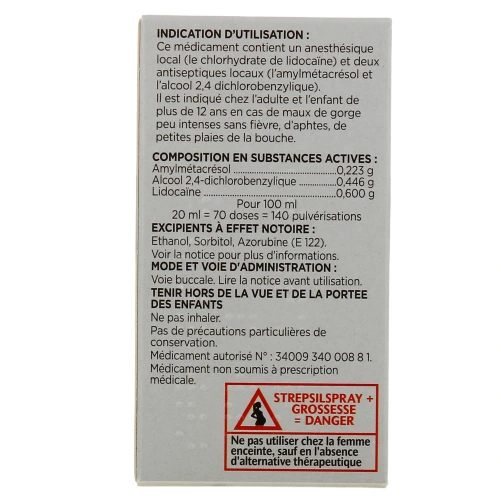 INDICATION D'UTILISATION :
Ce médicament contient un anesthésique
local (le chlorhydrate de lidocaïne) et deux
antiseptiques locaux (l'amylmétacrésol et
l'alcool 2,4 dichlorobenzylique).
Il est indiqué chez l'adulte et l'enfant de
plus de 12 ans en cas de maux de gorge
peu intenses sans fièvre, d'aphtes, de
petites plaies de la bouche.
COMPOSITION EN SUBSTANCES ACTIVES :
Amylmétacrésol ..............................0,223 g
Alcool 2,4-dichlorobenzylique ............0,446 g
Lidocaïne .......................................0,600 g
Pour 100 ml
20 ml = 70 doses = 140 pulvérisations
EXCIPIENTS À EFFET NOTOIRE :
Ethanol, Sorbitol, Azorubine (E 122).
Voir la notice pour plus d'informations.
MODE ET VOIE D'ADMINISTRATION :
Voie buccale. Lire la notice avant utilisation.
TENIR HORS DE LA VUE ET DE LA PORTEE
DES ENFANTS
Ne pas inhaler.
Pas de précautions particulières de
conservation.
Médicament autorisé N° : 34009 340 008 8 1.
Médicament non soumis à prescription
médicale.
STREPSILSPRAY +
GROSSESSE
= DANGER
Ne pas utiliser chez la femme
enceinte, sauf en l'absence
d'alternative thérapeutique